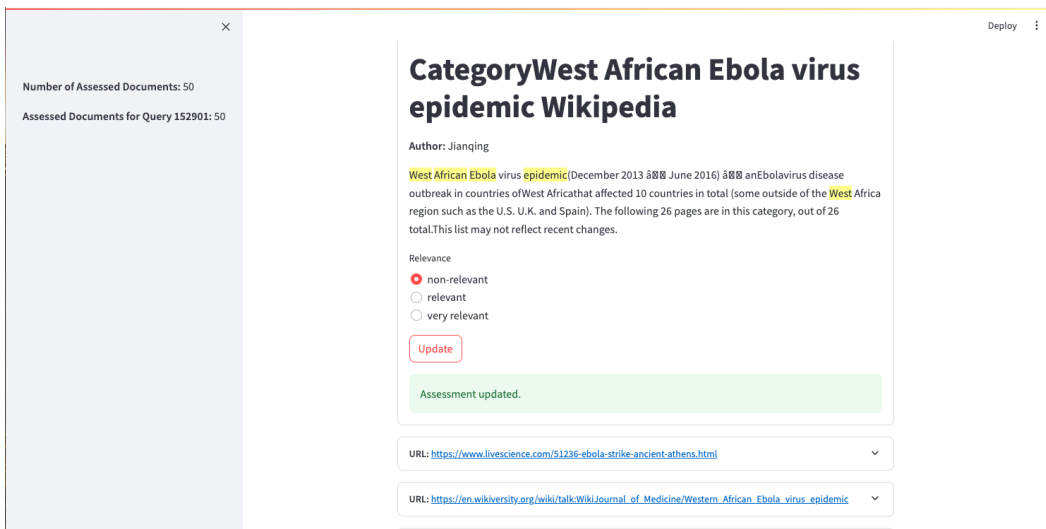 Deploy
Number of Assessed Documents: 50
Assessed Documents for Query 152901: 50
CategoryWest African Ebola virus
epidemic Wikipedia
Author: Jianqing
West African Ebola virus epidemic(December 2013 â June 2016) â anEbolavirus disease
outbreak in countries ofWest Africathat affected 10 countries in total (some outside of the West Africa
region such as the U.S. U.K. and Spain). The following 26 pages are in this category, out of 26
total.This list may not reflect recent changes.
Relevance
non-relevant
relevant
very relevant
Update
Assessment updated.
URL: https://www.livescience.com/51236-ebola-strike-ancient-athens.html
URL: https://en.wikiversity.org/wiki/talk:WikiJournal_of_Medicine/Western_African_Ebola_virus_epidemic